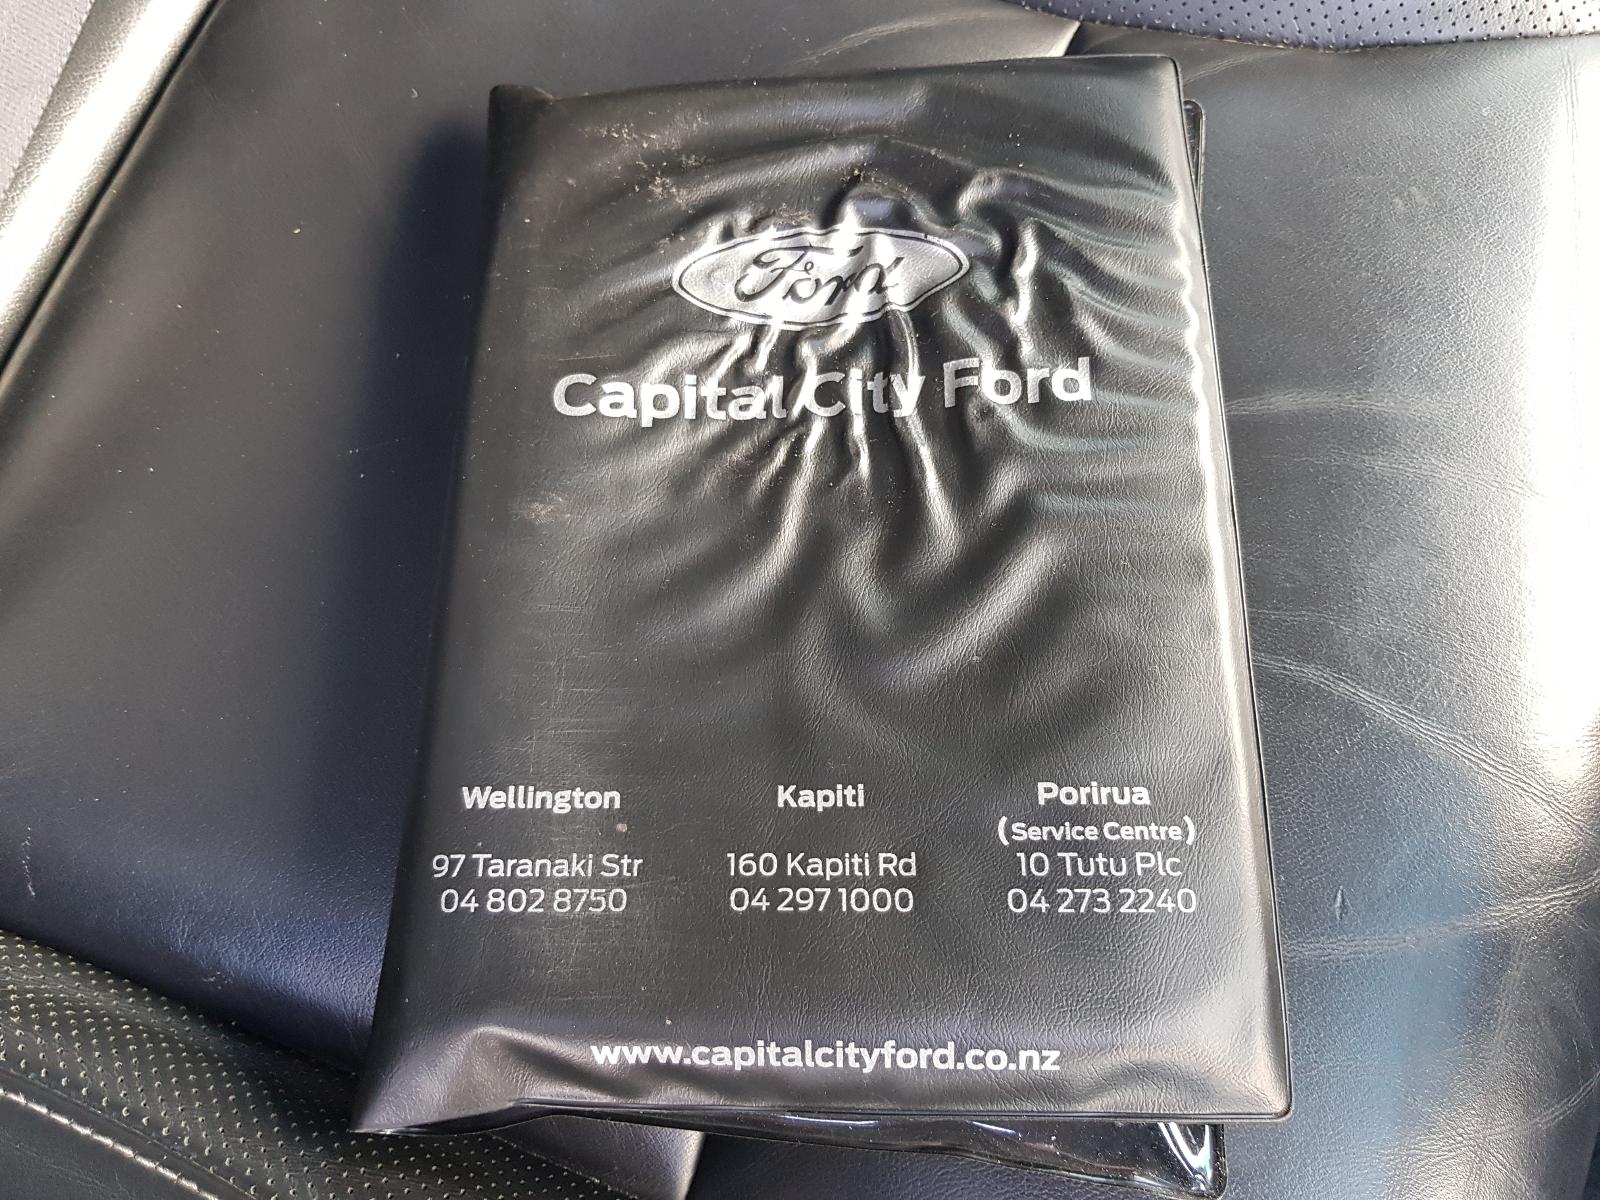 Ford
Capital City Ford
Wellington
97 Taranaki Str
04 802 8750
Kapiti
160 Kapiti Rd
04 297 1000
Porirua
(Service Centre)
10 Tutu Plc
04 273 2240
www.capitalcityford.co.nz